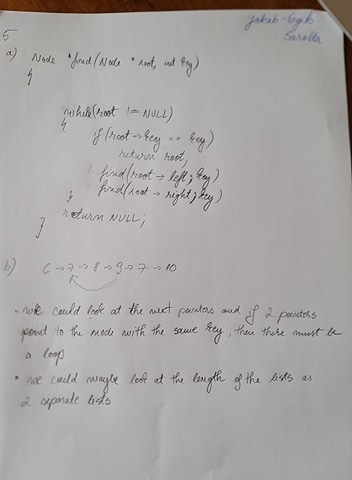 Jakab-Gyik
Sarolta
5
a) Node *find(Node * root, int key)
{
while(root != NULL)
{
if(root->key == key)
return root;
find(root->left; key)
find(root->right; key)
}
return NULL;
}
b) 6->7->8->9->7->10
• we could look at the next pointers and if 2 pointers
point to the node with the same key, then there must be
a loop
• we could maybe look at the length of the lists as
2 separate lists